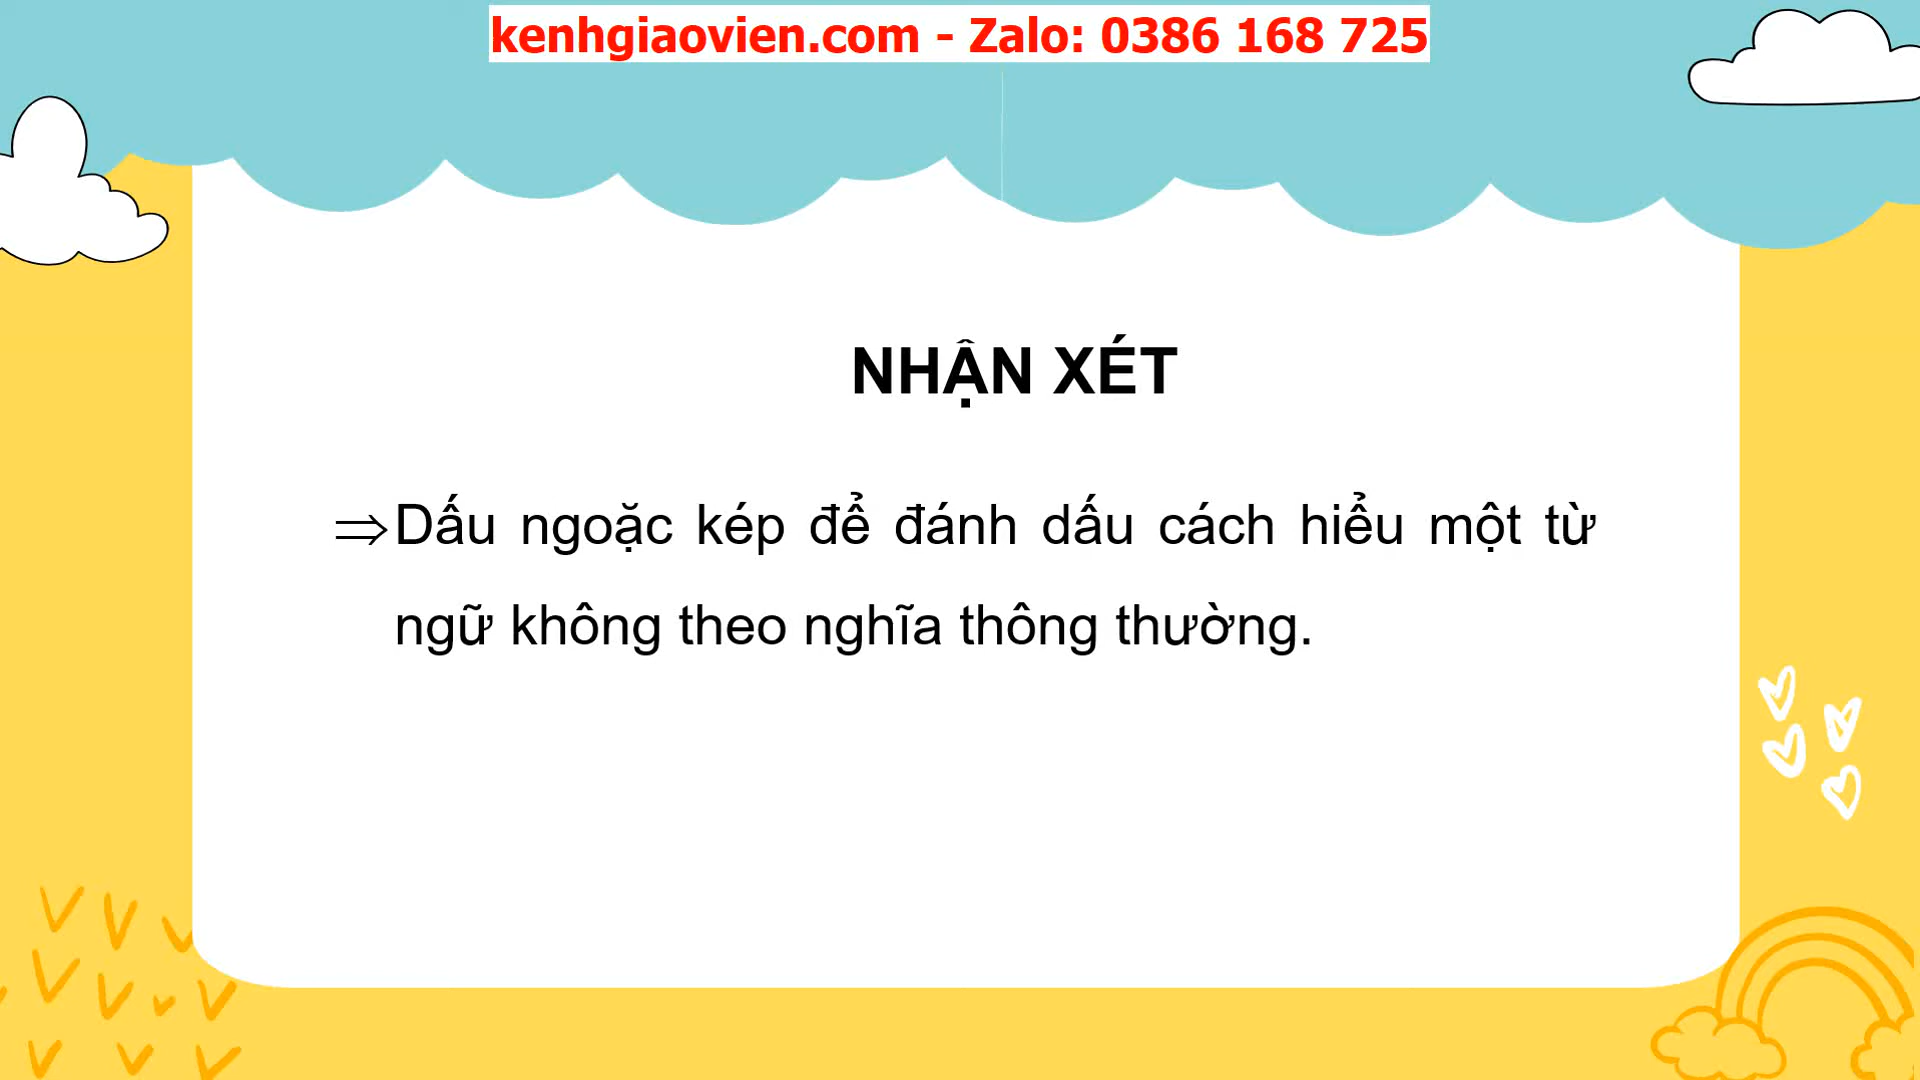 kenhgiaovien.com - Zalo: 0386 168 725
NHẬN XÉT
⇒Dấu ngoặc kép để đánh dấu cách hiểu một từ
ngữ không theo nghĩa thông thường.